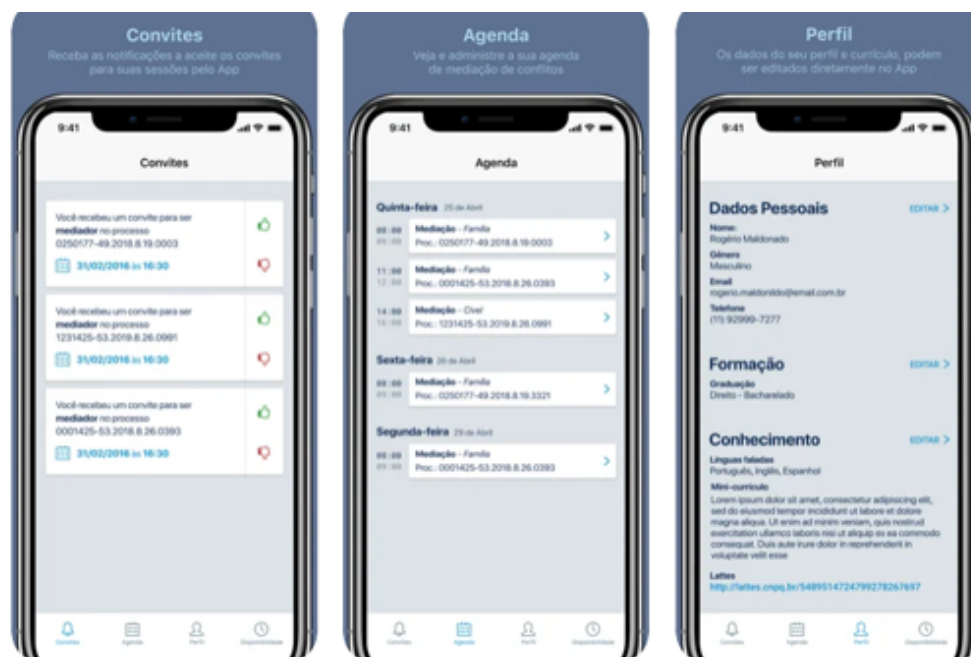 Convites
Receba as notificações a aceite os convites
para suas sessões pelo App
9:41
Convites
Você recebeu um convite para ser
mediador no processo
0250177-49.2018.8.19.0003
31/02/2016 às 16:30
Você recebeu um convite para ser
mediador no processo
1231425-53.2019.8.26.0991
31/02/2016 às 16:30
Você recebeu um convite para ser
mediador no processo
0001425-53.2018.8.26.0393
31/02/2016 às 16:30
Convites
Agenda
Perfil
Disponibilidade
Agenda
Veja e administre a sua agenda
de mediação de conflitos
9:41
Agenda
Quinta-feira 25 de Abril
08:00 Mediação - Família
09:00 Proc.: 0250177-49.2018.8.19.0003
11:00 Mediação - Família
12:00 Proc.: 0001425-53.2018.8.26.0393
14:00 Mediação - Cível
16:00 Proc.: 1231425-53.2019.8.26.0991
Sexta-feira 26 de Abril
08:00 Mediação - Família
09:00 Proc.: 0250177-49.2018.8.19.3321
Segunda-feira 29 de Abril
08:00 Mediação - Família
09:00 Proc.: 0001425-53.2018.8.26.0393
Convites
Agenda
Perfil
Disponibilidade
Perfil
Os dados do seu perfil e currículo, podem
ser editados diretamente no App
9:41
Perfil
Dados Pessoais EDITAR
Nome:
Rogério Maldonado
Gênero
Masculino
Email
rogerio.maldonildo@email.com.br
Telefone
(11) 92999-7277
Formação EDITAR
Graduação
Direito - Bacharelado
Conhecimento EDITAR
Línguas faladas
Português, Inglês, Espanhol
Mini-currículo
Lorem ipsum dolor sit amet, consectetur adipisicing elit,
sed do eiusmod tempor incididunt ut labore et dolore
magna aliqua. Ut enim ad minim veniam, quis nostrud
exercitation ullamco laboris nisi ut aliquip ex ea commodo
consequat. Duis aute irure dolor in reprehenderit in
voluptate velit esse
Lattes
http://lattes.cnpq.br/5489514724799278267697
Convites
Agenda
Perfil
Disponibilidade